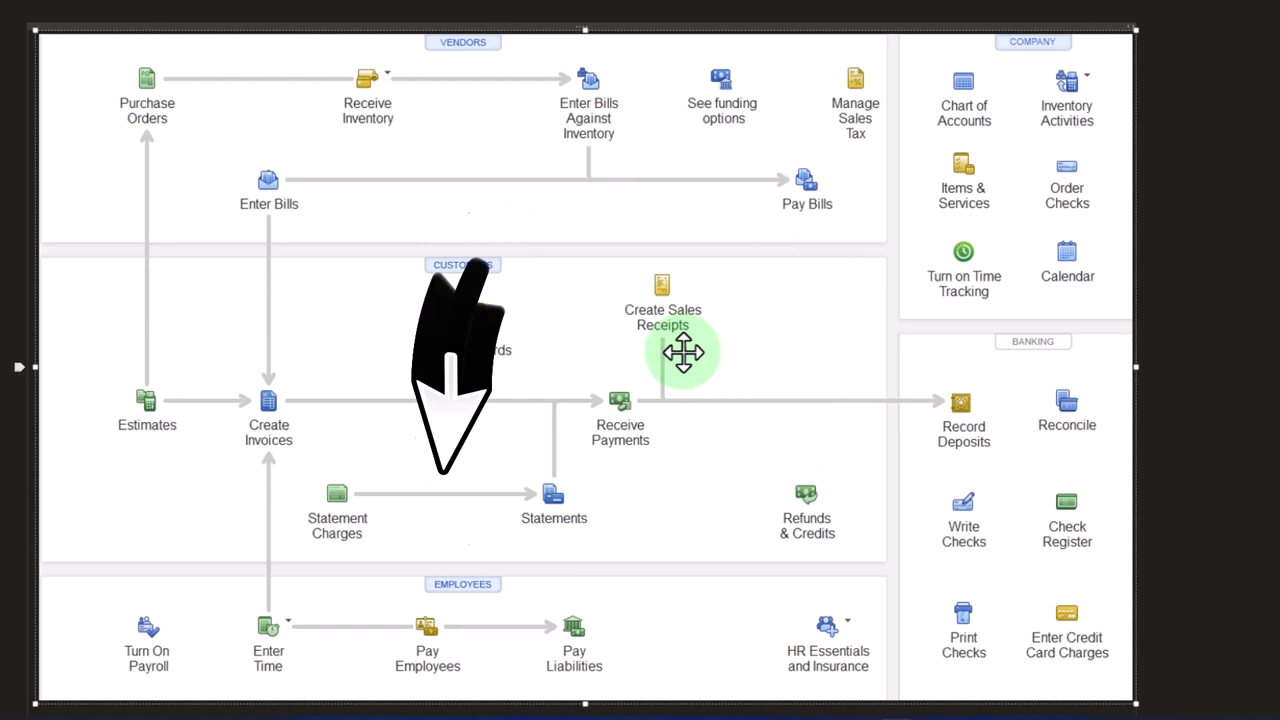 VENDORS
Purchase
Orders
Receive
Inventory
Enter Bills
Against
Inventory
See funding
options
Manage
Sales
Tax
Enter Bills
Pay Bills
Create Sales
Receipts
Estimates
Create
Invoices
Receive
Payments
Statement
Charges
Statements
Refunds
& Credits
EMPLOYEES
Turn On
Payroll
Enter
Time
Pay
Employees
Pay
Liabilities
HR Essentials
and Insurance
COMPANY
Chart of
Accounts
Inventory
Activities
Items &
Services
Order
Checks
Turn on Time
Tracking
Calendar
BANKING
Record
Deposits
Reconcile
Write
Checks
Check
Register
Print
Checks
Enter Credit
Card Charges